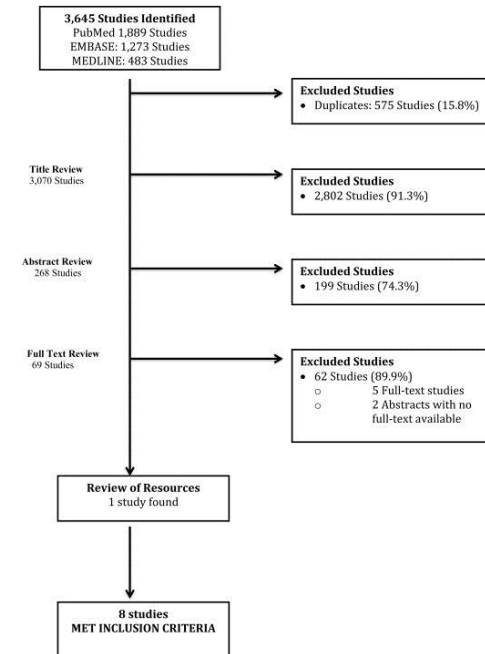 3,645 Studies Identified
PubMed 1,889 Studies
EMBASE: 1,273 Studies
MEDLINE: 483 Studies
Excluded Studies
• Duplicates: 575 Studies (15.8%)
Title Review
3,070 Studies
Excluded Studies
• 2,802 Studies (91.3%)
Abstract Review
268 Studies
Excluded Studies
• 199 Studies (74.3%)
Full Text Review
69 Studies
Excluded Studies
• 62 Studies (89.9%)
o 5 Full-text studies
o 2 Abstracts with no
full-text available
Review of Resources
1 study found
8 studies
MET INCLUSION CRITERIA